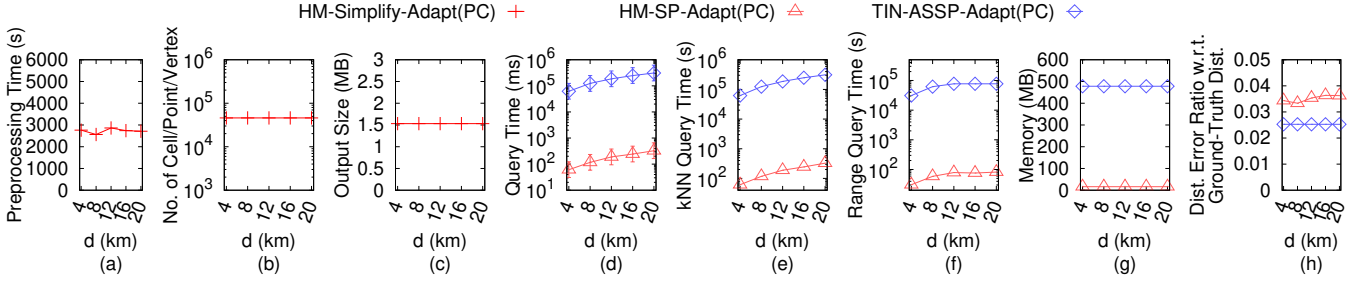 HM-Simplify-Adapt(PC) HM-SP-Adapt(PC) TIN-ASSP-Adapt(PC)
Preprocessing Time (s)
6000
5000
4000
3000
2000
1000
0
4 8 12 16 20
d (km)
(a)
No. of Cell/Point/Vertex
10^6
10^5
10^4
10^3
4 8 12 16 20
d (km)
(b)
Output Size (MB)
3
2.5
2
1.5
1
0.5
0
4 8 12 16 20
d (km)
(c)
Query Time (ms)
10^6
10^5
10^4
10^3
10^2
10^1
4 8 12 16 20
d (km)
(d)
kNN Query Time (s)
10^6
10^5
10^4
10^3
10^2
4 8 12 16 20
d (km)
(e)
Range Query Time (s)
10^5
10^4
10^3
10^2
4 8 12 16 20
d (km)
(f)
Memory (MB)
600
500
400
300
200
100
0
4 8 12 16 20
d (km)
(g)
Dist. Error Ratio w.r.t.
Ground-Truth Dist.
0.05
0.04
0.03
0.02
0.01
0
4 8 12 16 20
d (km)
(h)